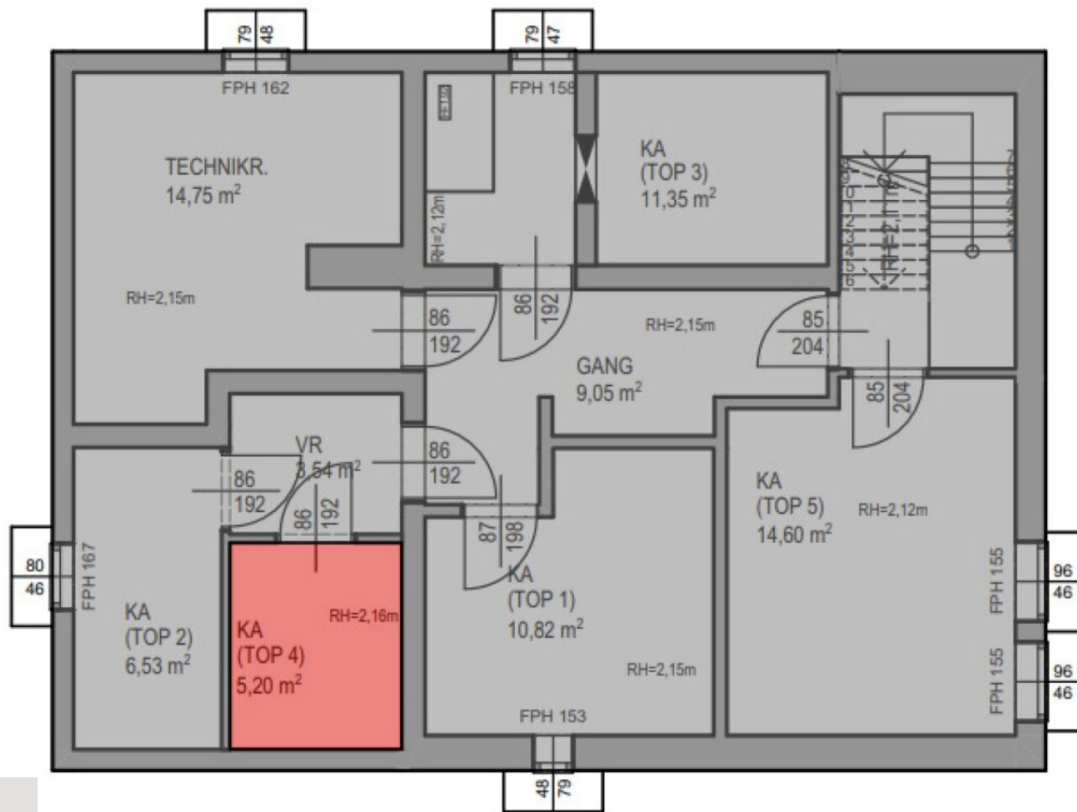 79 48
79 47
FPH 162
FPH 158
TECHNIKR.
14,75 m²
KA
(TOP 3)
11,35 m²
RH=2,12m
RH=2,15m
86
192
86
192
RH=2,15m
85
204
GANG
9,05 m²
85
204
VR
3,54 m²
86
192
86
192
86
192
87
198
KA
(TOP 5)
14,60 m²
RH=2,12m
80
46
FPH 167
KA
(TOP 2)
6,53 m²
KA
(TOP 4)
5,20 m²
RH=2,16m
KA
(TOP 1)
10,82 m²
RH=2,15m
FPH 155
96
46
FPH 155
96
46
FPH 153
48 79